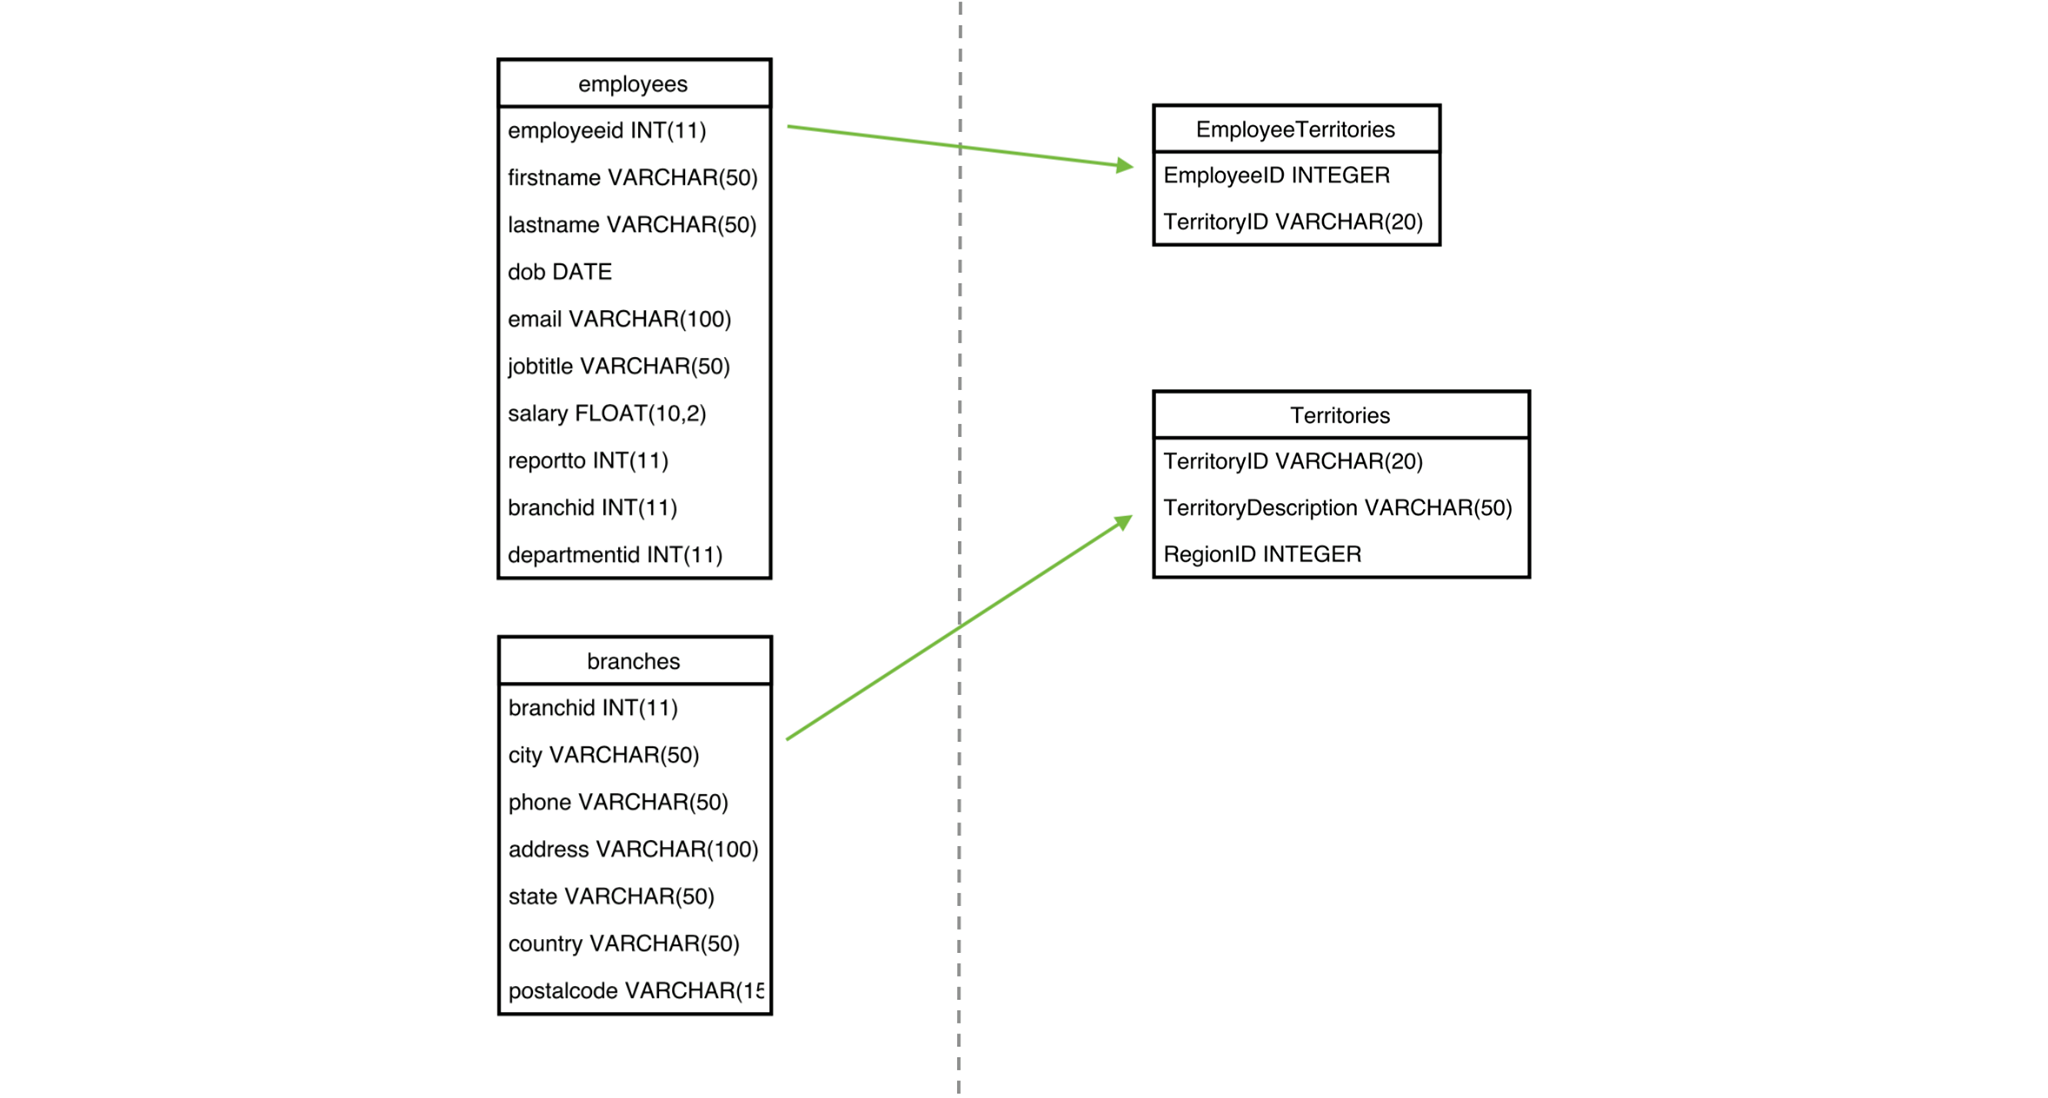 employees
employeeid INT(11)
firstname VARCHAR(50)
lastname VARCHAR(50)
dob DATE
email VARCHAR(100)
jobtitle VARCHAR(50)
salary FLOAT(10,2)
reportto INT(11)
branchid INT(11)
departmentid INT(11)
branches
branchid INT(11)
city VARCHAR(50)
phone VARCHAR(50)
address VARCHAR(100)
state VARCHAR(50)
country VARCHAR(50)
postalcode VARCHAR(15
EmployeeTerritories
EmployeeID INTEGER
TerritoryID VARCHAR(20)
Territories
TerritoryID VARCHAR(20)
TerritoryDescription VARCHAR(50)
RegionID INTEGER